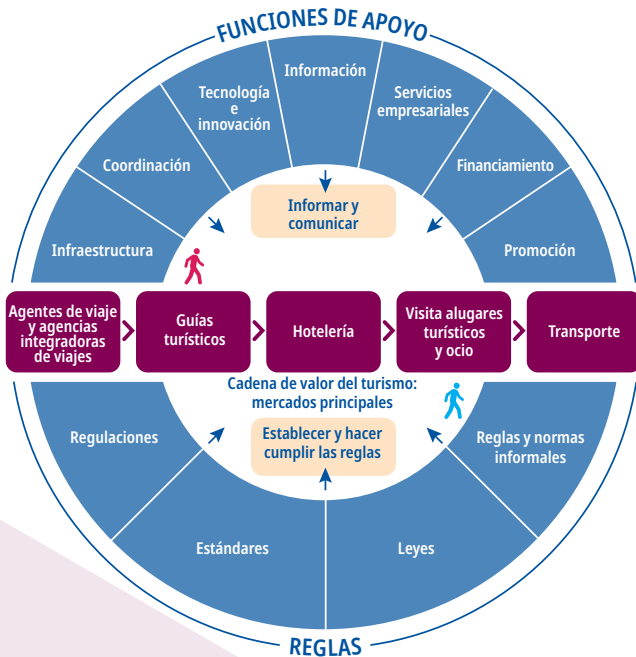 FUNCIONES DE APOYO
Información
Tecnología
e
innovación
Servicios
empresariales
Coordinación
Financiamiento
Infraestructura
Promoción
Informar y
comunicar
Agentes de viaje
y agencias
integradoras
de viajes
Guías
turísticos
Hotelería
Visita alugares
turísticos
y ocio
Transporte
Cadena de valor del turismo:
mercados principales
Establecer y hacer
cumplir las reglas
Regulaciones
Reglas y normas
informales
Estándares
Leyes
REGLAS